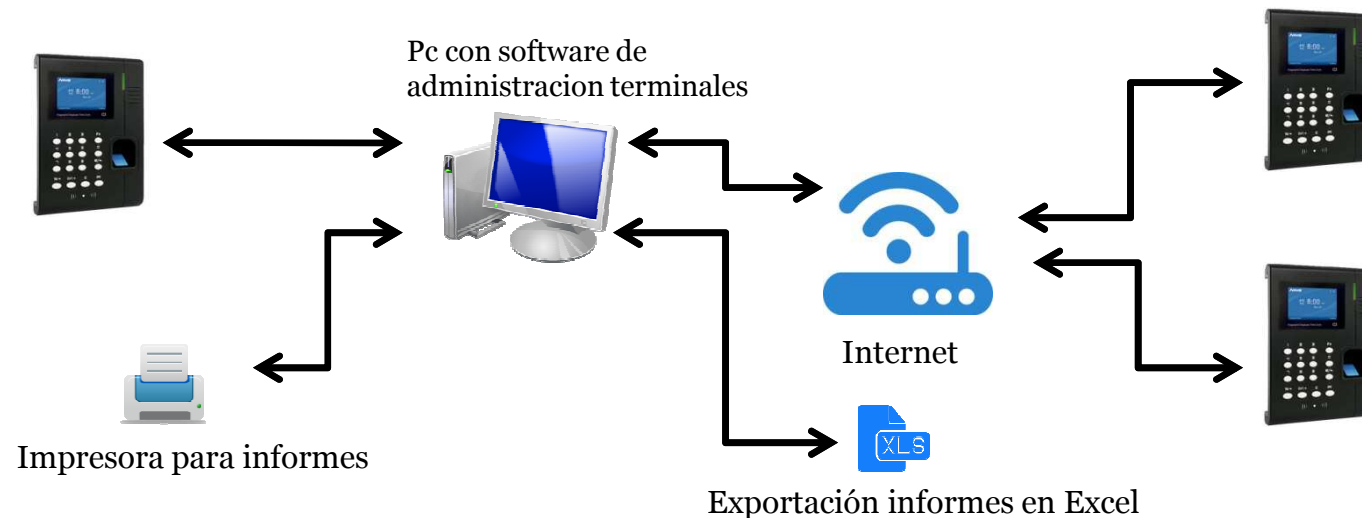 Pc con software de
administracion terminales
Internet
XLS
Impresora para informes
Exportación informes en Excel